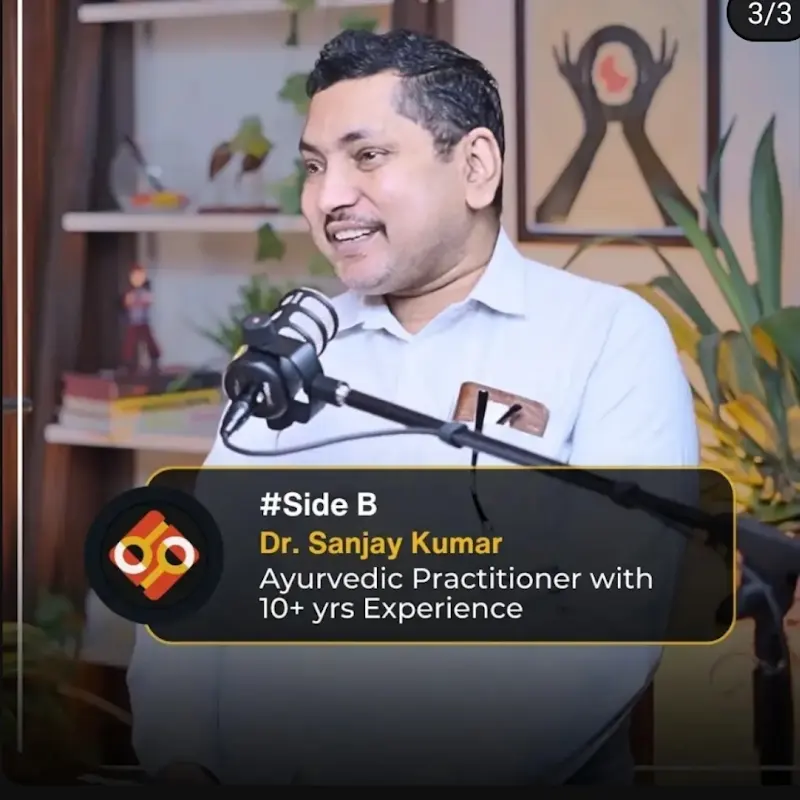 3/3
#Side B
Dr. Sanjay Kumar
Ayurvedic Practitioner with
10+ yrs Experience